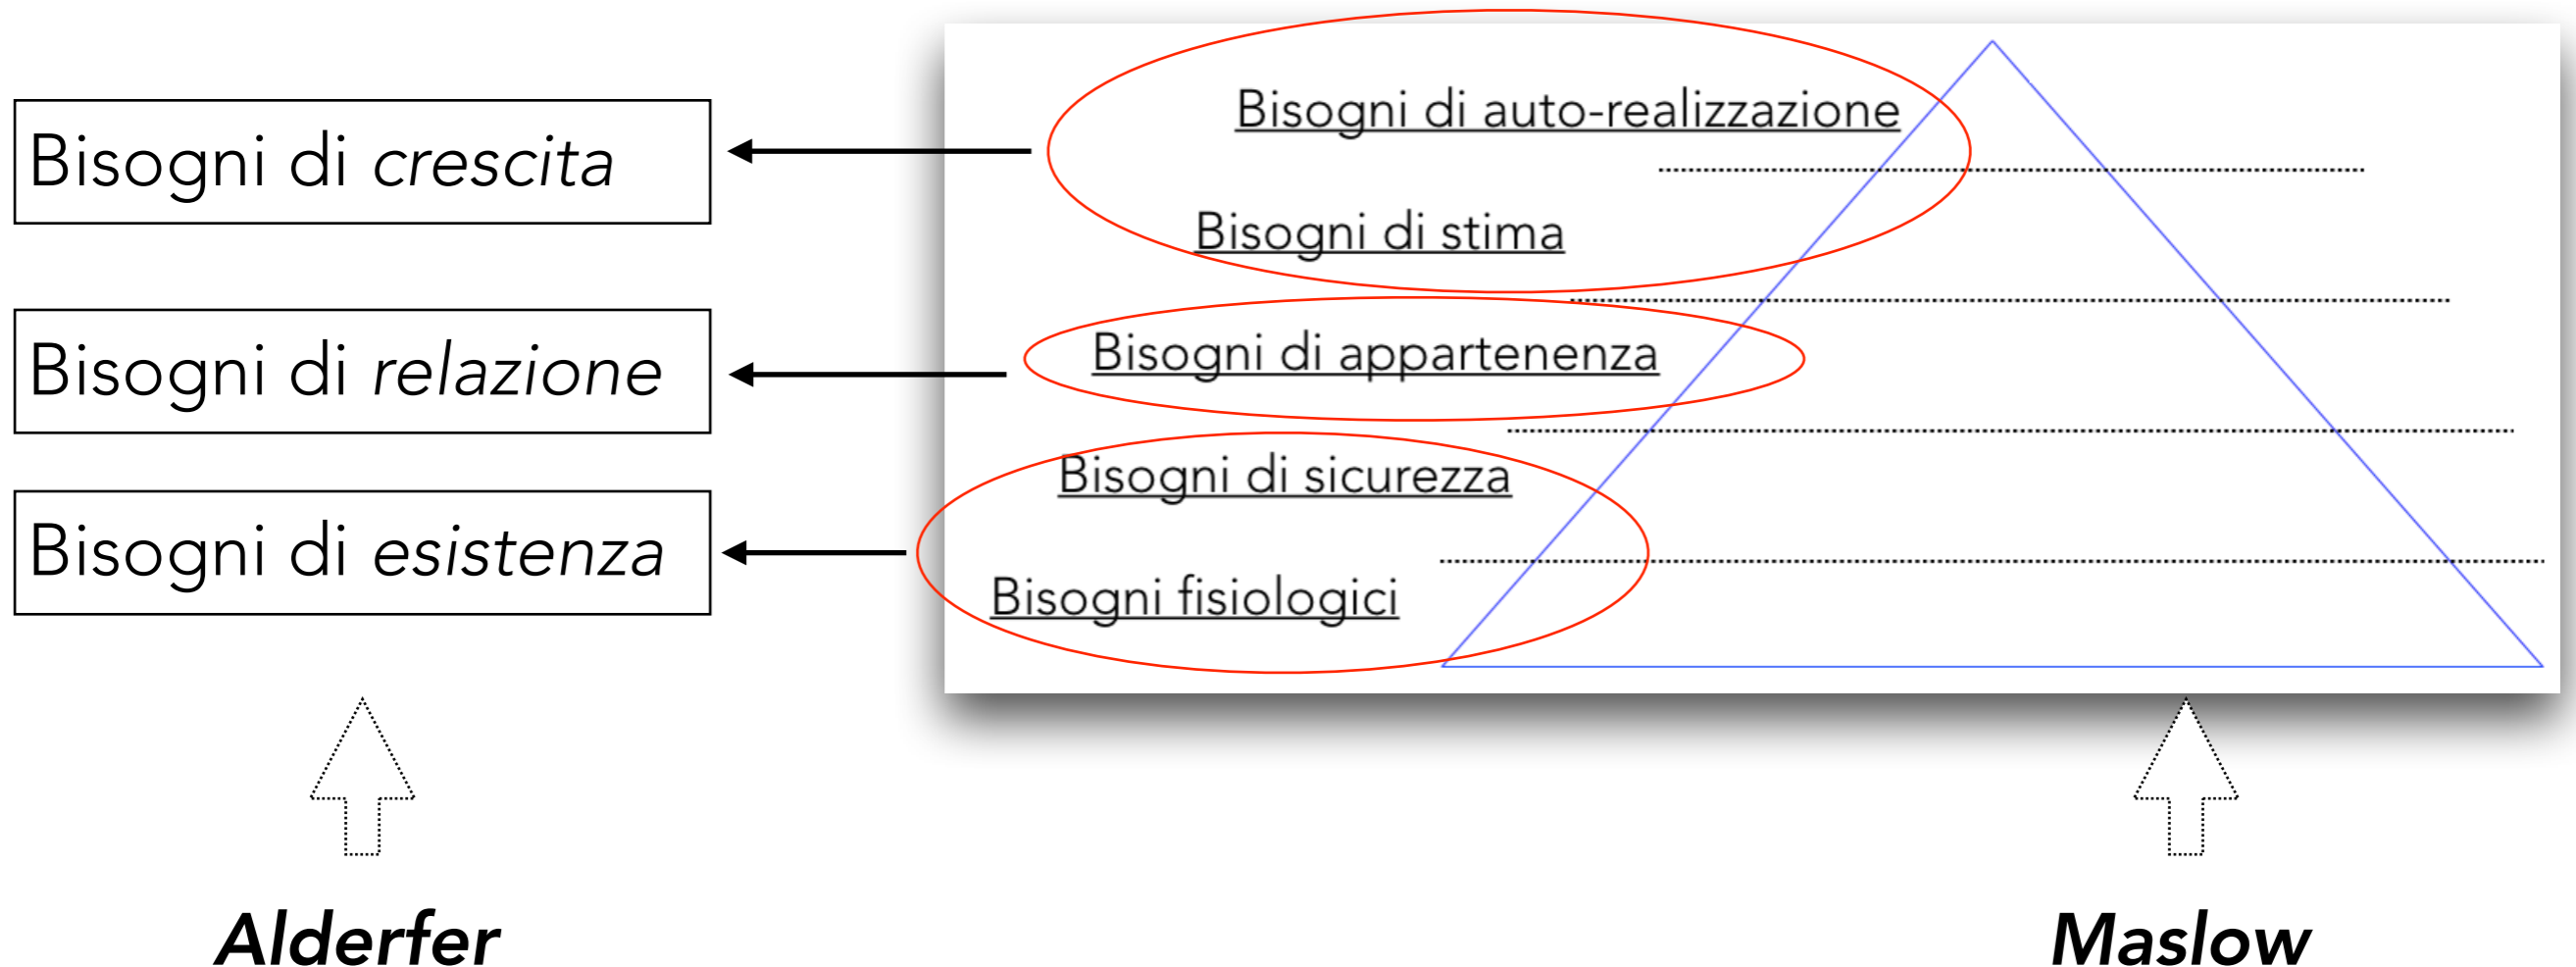 Bisogni di auto-realizzazione
Bisogni di crescita
Bisogni di stima
Bisogni di appartenenza
Bisogni di relazione
Bisogni di sicurezza
Bisogni di esistenza
Bisogni fisiologici
Alderfer
Maslow